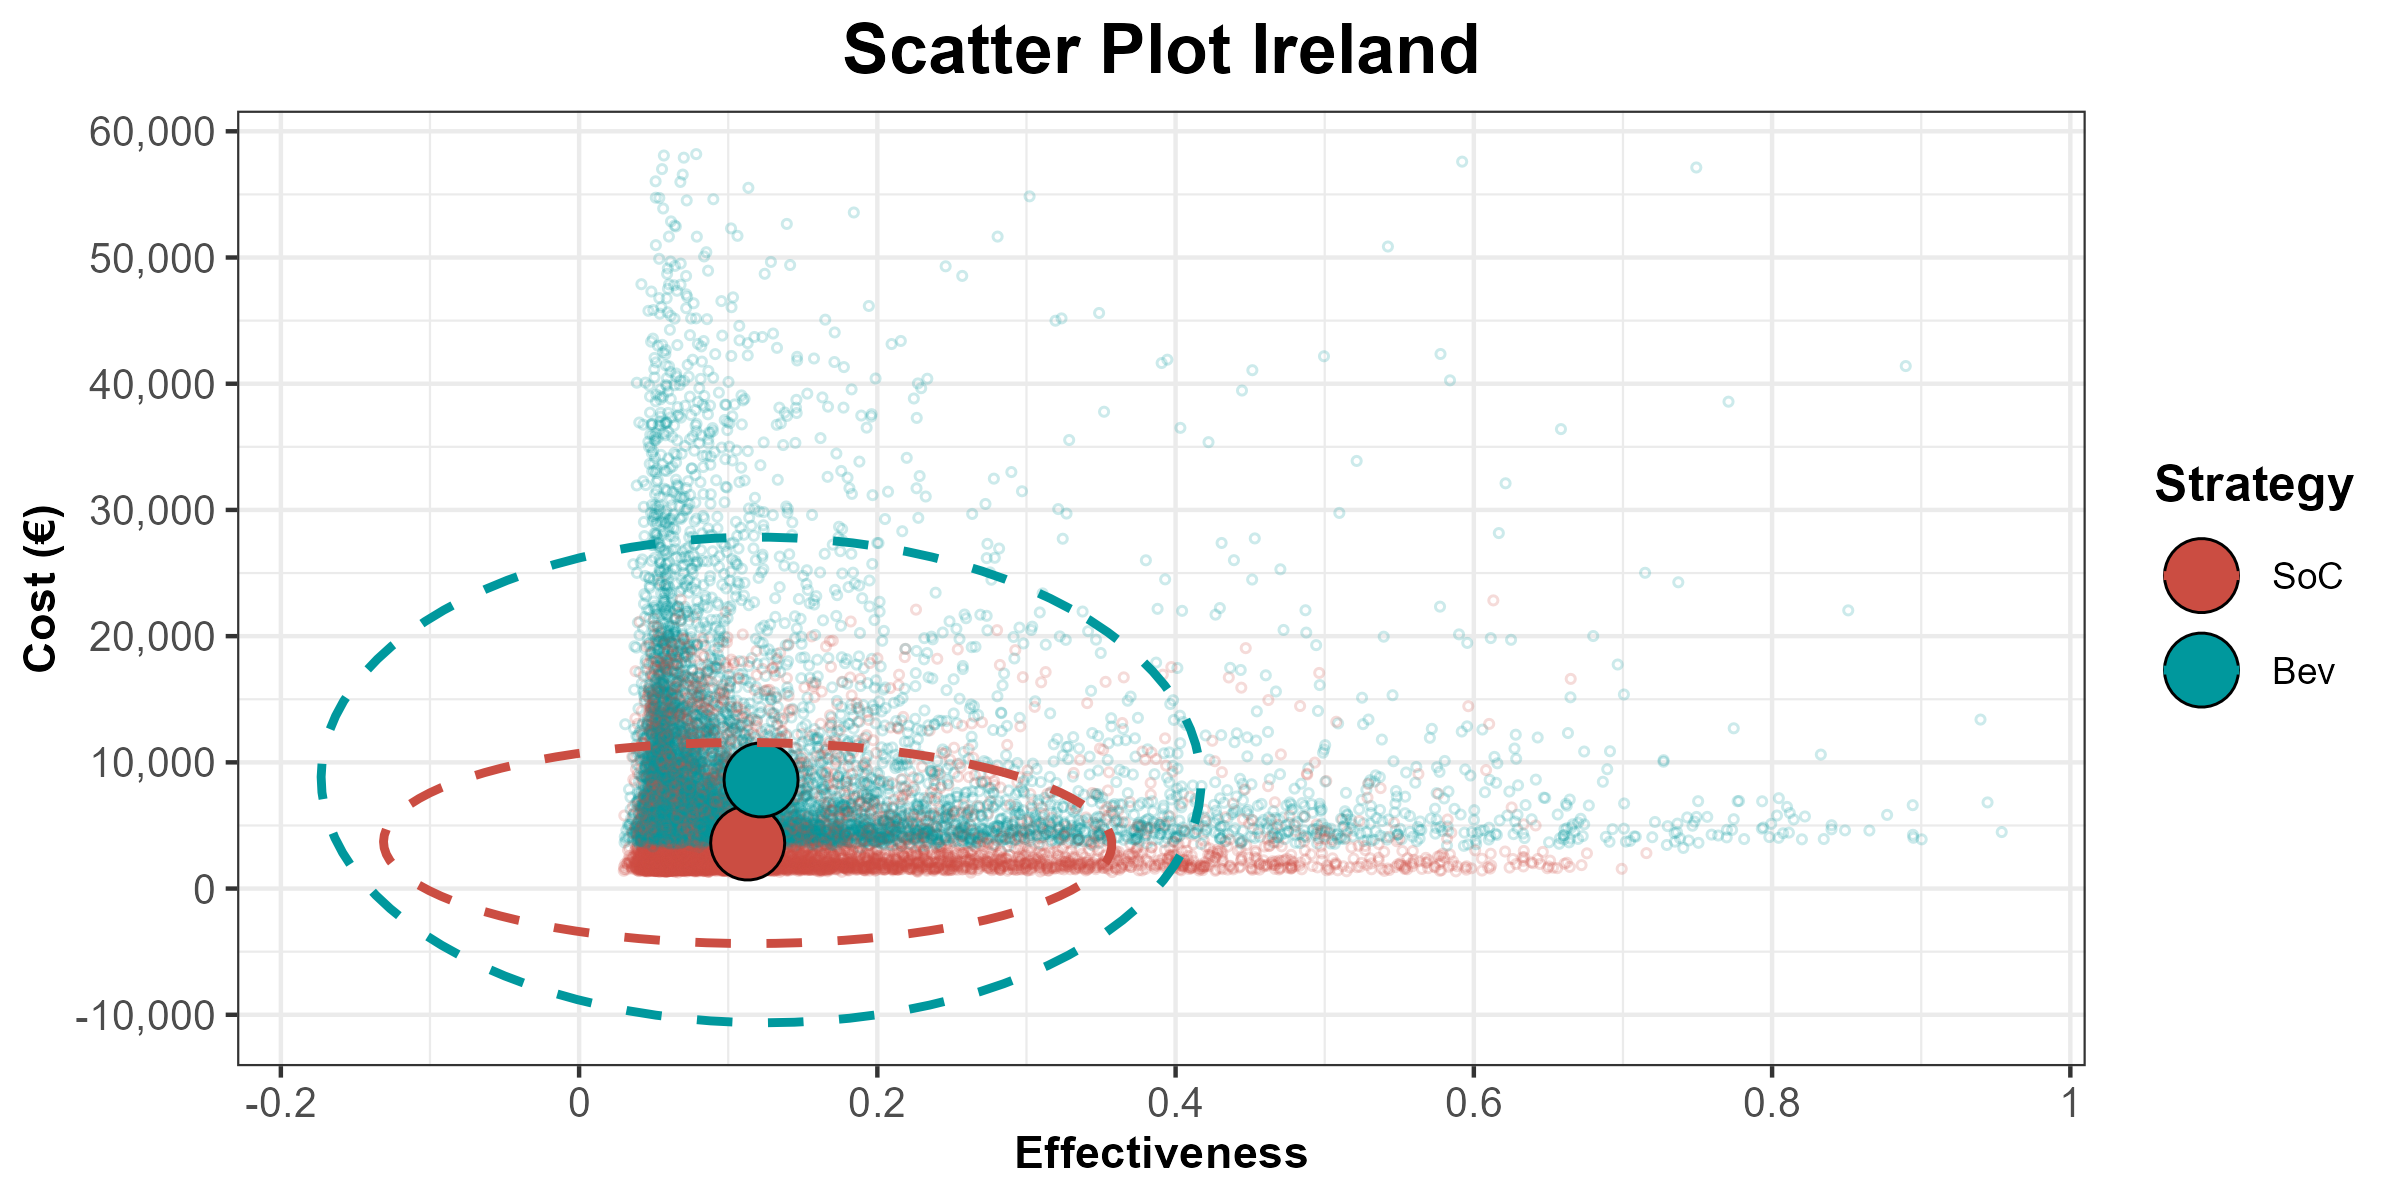 Scatter Plot Ireland
60,000
50,000
40,000
30,000
20,000
10,000
0
-10,000
Cost (€)
-0.2
0
0.2
0.4
0.6
0.8
1
Effectiveness
Strategy
SoC
Bev